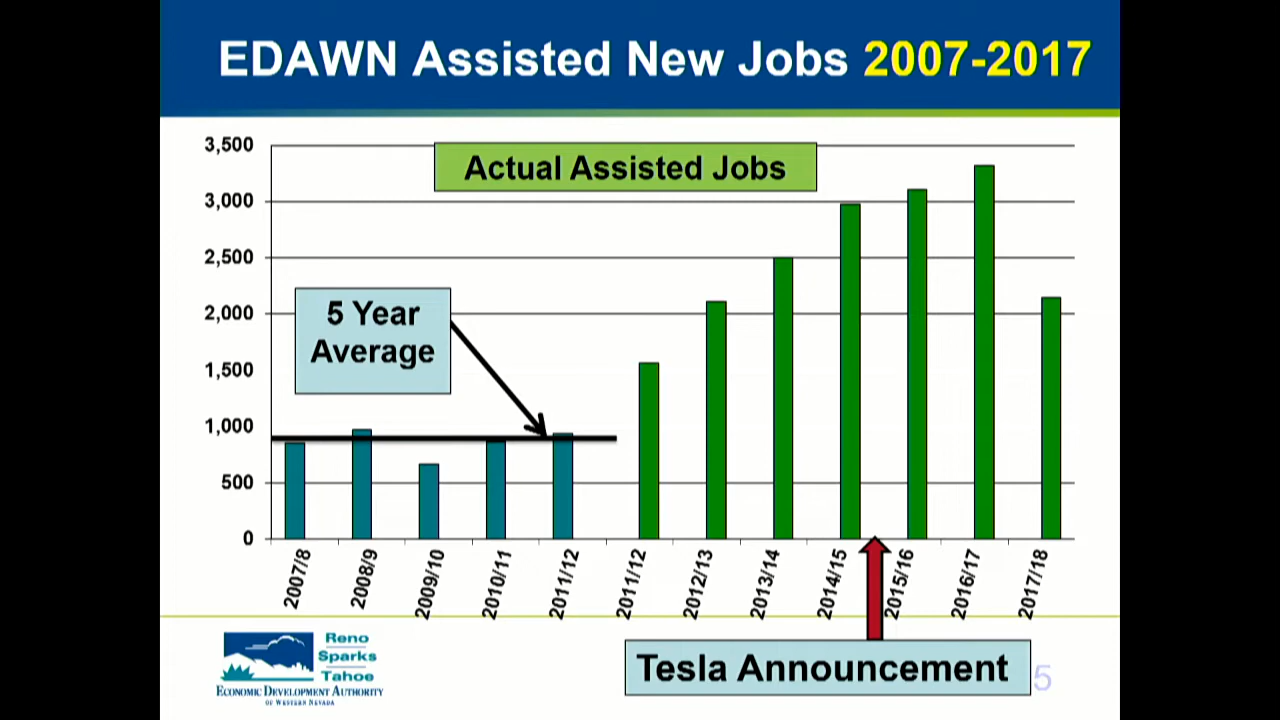 EDAWN Assisted New Jobs 2007-2017
3,500
3,000
2,500
2,000
1,500
1,000
500
0
Actual Assisted Jobs
5 Year
Average
2007/8
2008/9
2009/10
2010/11
2011/12
2011/12
2012/13
2013/14
2014/15
2015/16
2016/17
2017/18
Reno
Sparks
Tahoe
ECONOMIC DEVELOPMENT AUTHORITY
OF WESTERN NEVADA
Tesla Announcement
5